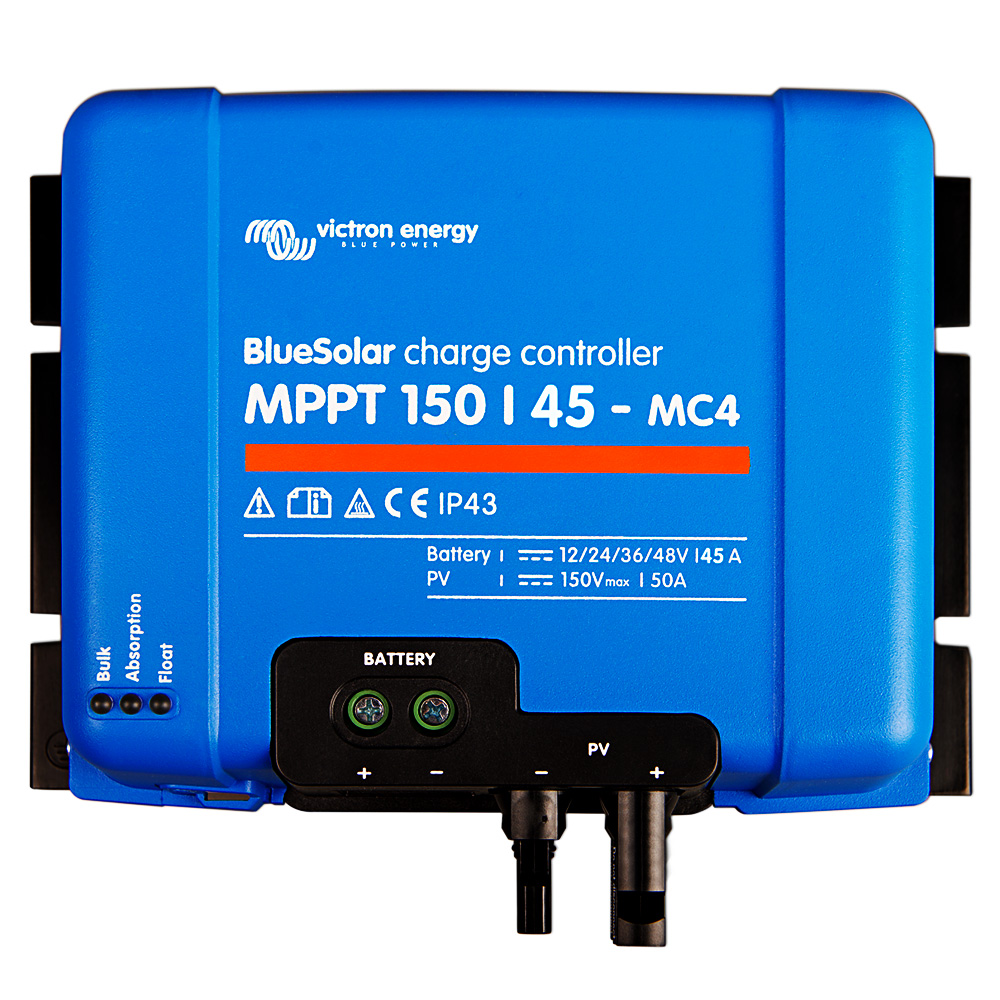 victron energy
BLUE POWER
BlueSolar charge controller
MPPT 150 | 45 - MC4
CE IP43
Battery | 12/24/36/48V | 45 A
PV | 150Vmax | 50A
Bulk
Absorption
Float
BATTERY
+ -
PV
- +